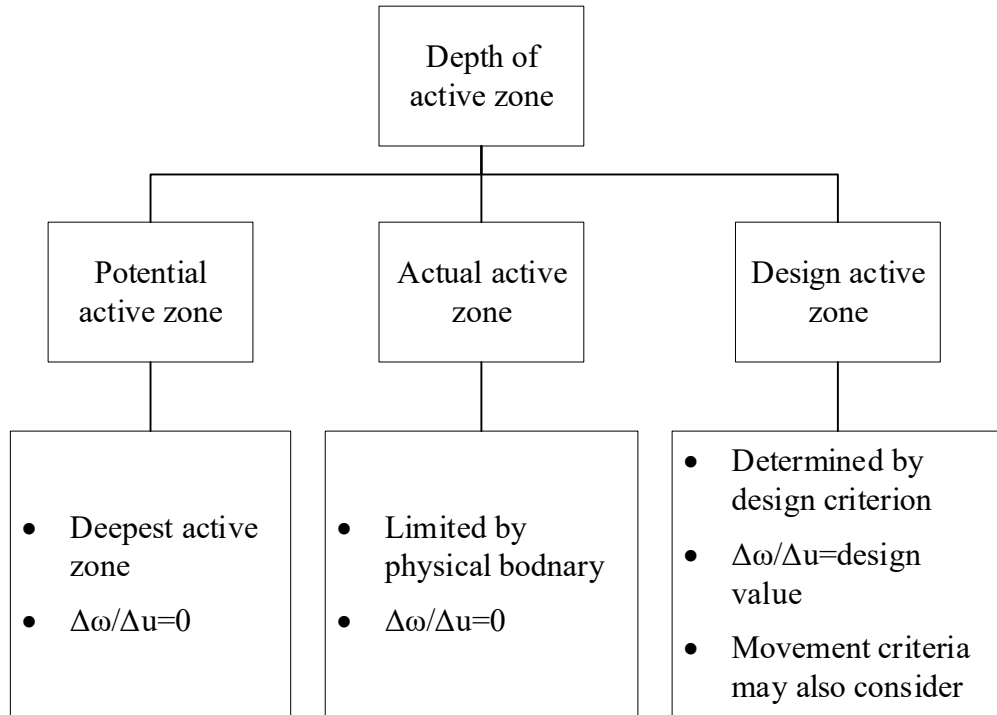 Depth of
active zone
Potential
active zone
Actual active
zone
Design active
zone
• Deepest active
zone
• Δω/Δu=0
• Limited by
physical bodnary
• Δω/Δu=0
• Determined by
design criterion
• Δω/Δu=design
value
• Movement criteria
may also consider